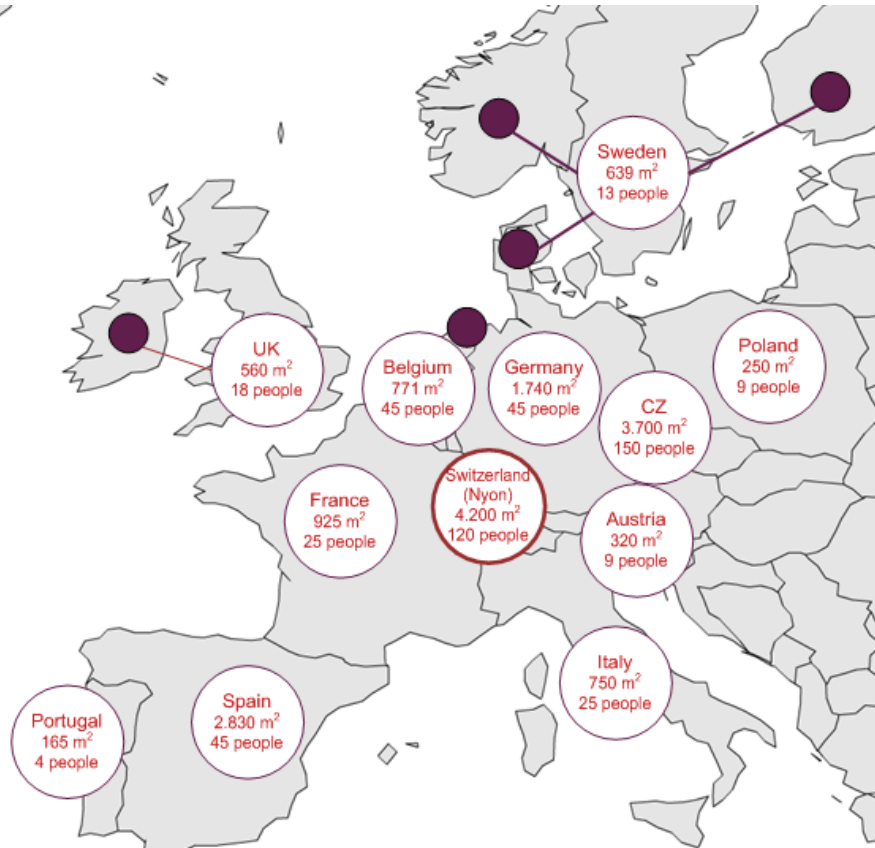 Sweden
639 m²
13 people
UK
560 m²
18 people
Belgium
771 m²
45 people
Germany
1.740 m²
45 people
Poland
250 m²
9 people
CZ
3.700 m²
150 people
Switzerland
(Nyon)
4.200 m²
120 people
France
925 m²
25 people
Austria
320 m²
9 people
Italy
750 m²
25 people
Spain
2.830 m²
45 people
Portugal
165 m²
4 people